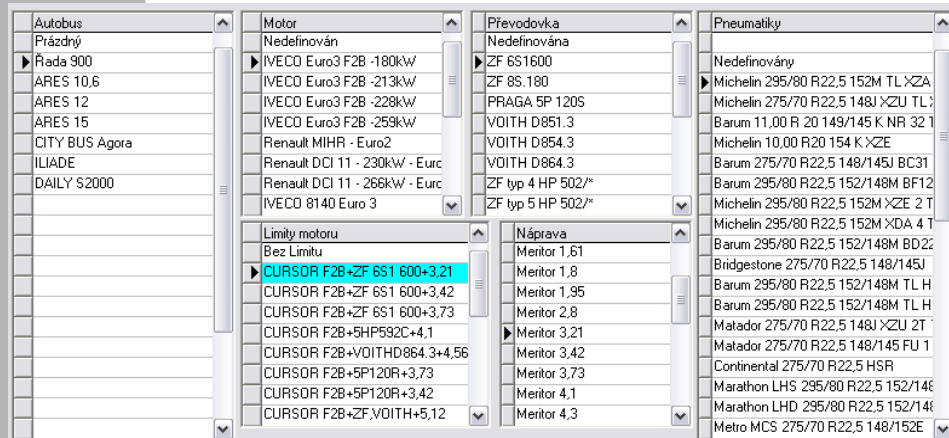 Autobus
Prázdný
Řada 900
ARES 10,6
ARES 12
ARES 15
CITY BUS Agora
ILIADE
DAILY S2000
Motor
Nedefinován
IVECO Euro3 F2B -180kW
IVECO Euro3 F2B -213kW
IVECO Euro3 F2B -228kW
IVECO Euro3 F2B -259kW
Renault MIHR - Euro2
Renault DCI 11 - 230kW - Euro
Renault DCI 11 - 266kW - Euro
IVECO 8140 Euro 3
Převodovka
Nedefinována
ZF 6S1600
ZF 8S.180
PRAGA 5P 120S
VOITH D851.3
VOITH D854.3
VOITH D864.3
ZF typ 4 HP 502/*
ZF typ 5 HP 502/*
Limity motoru
Bez Limitu
CURSOR F2B+ZF 6S1 600+3,21
CURSOR F2B+ZF 6S1 600+3,42
CURSOR F2B+ZF 6S1 600+3,73
CURSOR F2B+5HP592C+4,1
CURSOR F2B+VOITHD864.3+4,56
CURSOR F2B+5P120R+3,73
CURSOR F2B+5P120R+3,42
CURSOR F2B+ZF,VOITH+5,12
Náprava
Meritor 1,61
Meritor 1,8
Meritor 1,95
Meritor 2,8
Meritor 3,21
Meritor 3,42
Meritor 3,73
Meritor 4,1
Meritor 4,3
Pneumatiky
Nedefinovány
Michelin 295/80 R22,5 152M TL XZA
Michelin 275/70 R22,5 148J XZU TL
Barum 11,00 R 20 149/145 K NR 32
Michelin 10,00 R20 154 K XZE
Barum 275/70 R22,5 148/145J BC31
Barum 295/80 R22,5 152/148M BF12
Michelin 295/80 R22,5 152M XZE 2 T
Michelin 295/80 R22,5 152M XDA 4 T
Barum 295/80 R22,5 152/148M BD22
Bridgestone 275/70 R22,5 148/145J
Barum 295/80 R22,5 152/148M TL H
Barum 295/80 R22,5 152/148M TL H
Matador 275/70 R22,5 148J XZU 2T
Matador 275/70 R22,5 148/145 FU 1
Continental 275/70 R22,5 HSR
Marathon LHS 295/80 R22,5 152/148
Marathon LHD 295/80 R22,5 152/148
Metro MCS 275/70 R22,5 148/152E